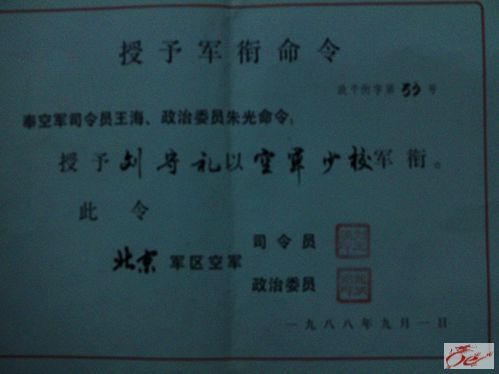 授予军衔命令
政干衔字第59号
奉空军司令员王海、政治委员朱光命令:
授予刘守礼以空军少校军衔。
此令
北京军区空军
司令员
政治委员
一九八八年九月一日